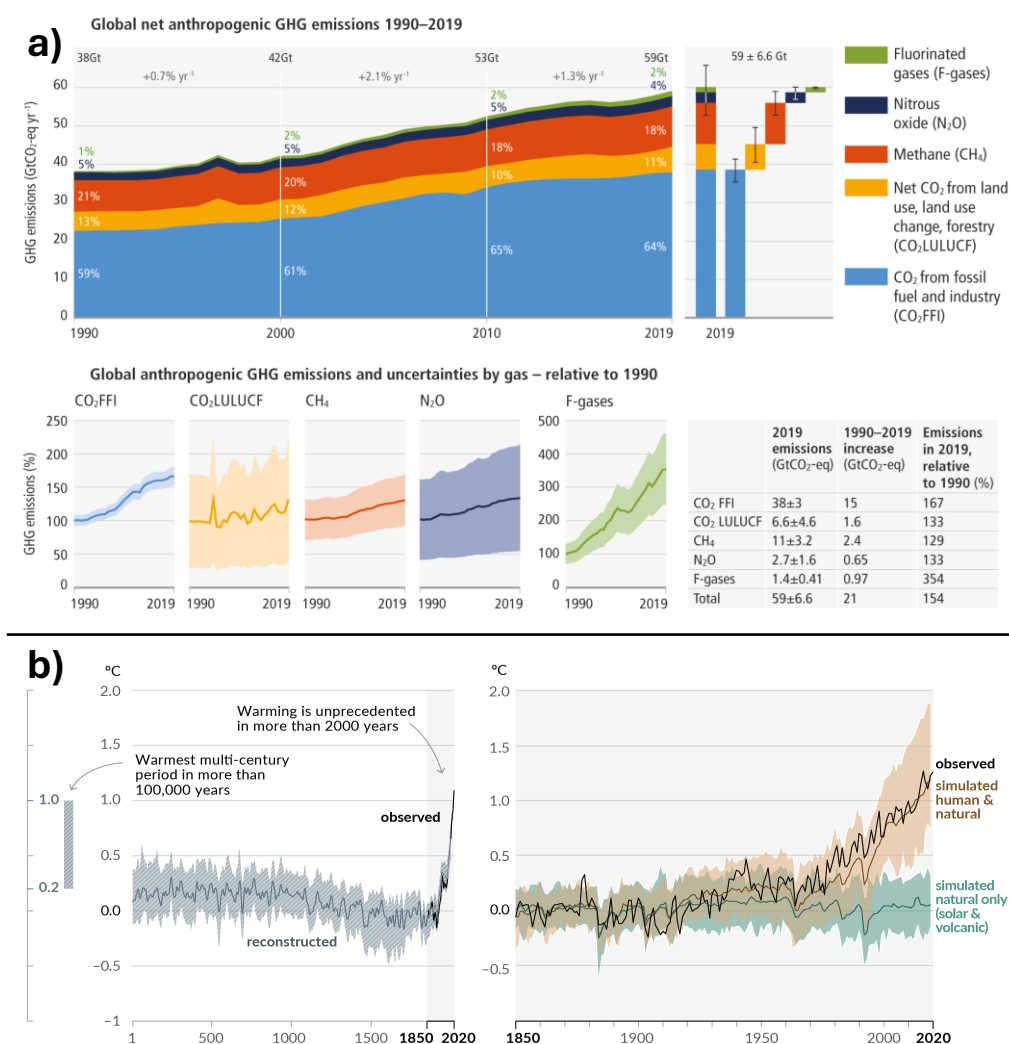 a)
Global net anthropogenic GHG emissions 1990–2019
38Gt
42Gt
53Gt
59Gt
+0.7% yr⁻¹
+2.1% yr⁻¹
+1.3% yr⁻¹
GHG emissions (GtCO₂-eq yr⁻¹)
60
50
40
30
20
10
0
1%
5%
21%
13%
59%
2%
5%
20%
12%
61%
2%
5%
18%
10%
65%
2%
4%
18%
11%
64%
1990
2000
2010
2019
59 ± 6.6 Gt
2019
Fluorinated
gases (F-gases)
Nitrous
oxide (N₂O)
Methane (CH₄)
Net CO₂ from land
use, land use
change, forestry
(CO₂LULUCF)
CO₂ from fossil
fuel and industry
(CO₂FFI)
Global anthropogenic GHG emissions and uncertainties by gas – relative to 1990
GHG emissions (%)
CO₂FFI
250
200
150
100
50
0
1990
2019
CO₂LULUCF
1990
2019
CH₄
1990
2019
N₂O
1990
2019
F-gases
500
400
300
200
100
0
1990
2019
2019 emissions (GtCO₂-eq)
1990–2019 increase (GtCO₂-eq)
Emissions in 2019, relative to 1990 (%)
CO₂ FFI 38±3 15 167
CO₂ LULUCF 6.6±4.6 1.6 133
CH₄ 11±3.2 2.4 129
N₂O 2.7±1.6 0.65 133
F-gases 1.4±0.41 0.97 354
Total 59±6.6 21 154
b)
1.0
0.2
ºC
2.0
1.5
1.0
0.5
0.0
−0.5
−1
Warming is unprecedented
in more than 2000 years
Warmest multi-century
period in more than
100,000 years
observed
reconstructed
1
500
1000
1500
1850
2020
ºC
2.0
1.5
1.0
0.5
0.0
−0.5
observed
simulated
human &
natural
simulated
natural only
(solar &
volcanic)
1850
1900
1950
2000
2020